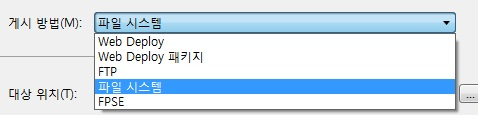 게시 방법(M): 파일 시스템
Web Deploy
Web Deploy 패키지
FTP
파일 시스템
FPSE
대상 위치(T): ...